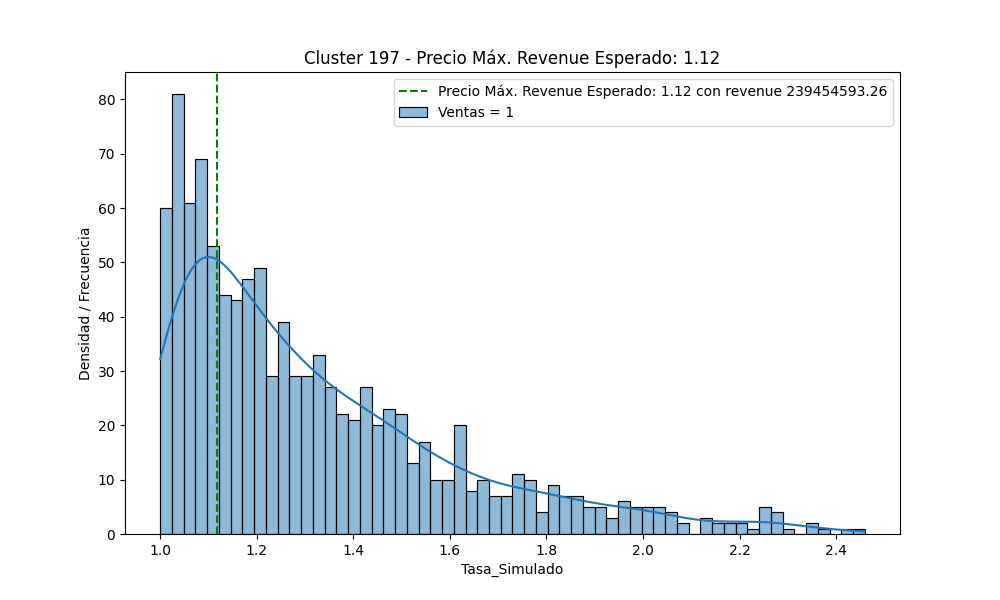 Cluster 197 - Precio Máx. Revenue Esperado: 1.12
Precio Máx. Revenue Esperado: 1.12 con revenue 239454593.26
Ventas = 1
Densidad / Frecuencia
80
70
60
50
40
30
20
10
0
1.0 1.2 1.4 1.6 1.8 2.0 2.2 2.4
Tasa_Simulado